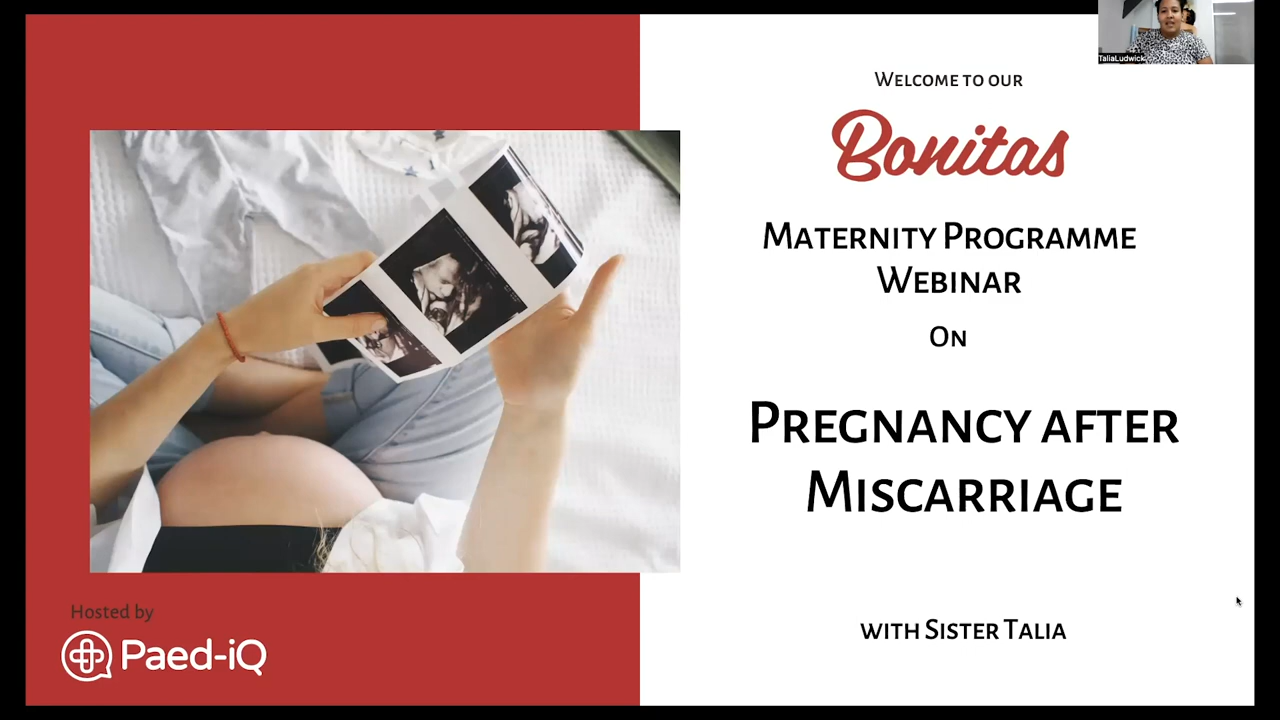 TaliaLudwick
Welcome to our
Bonitas
Maternity Programme
Webinar
On
Pregnancy after
Miscarriage
with Sister Talia
Hosted by
Paed-iQ